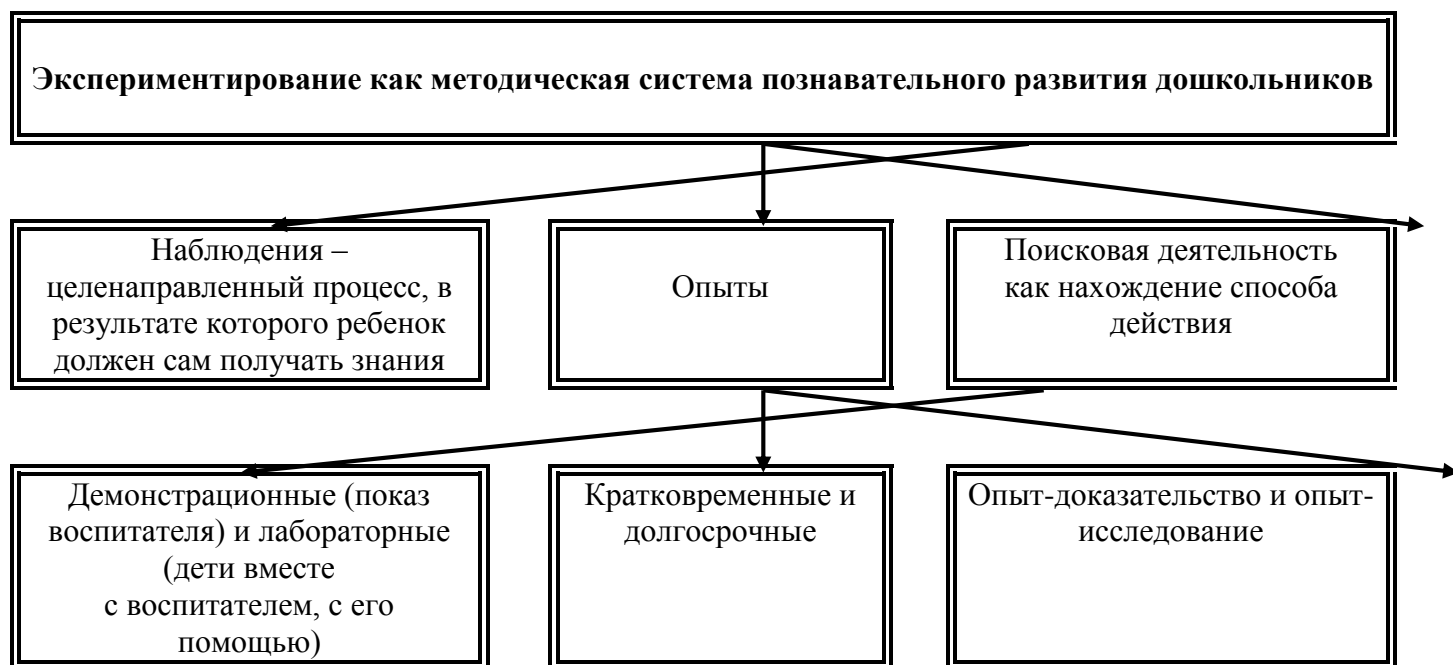 Экспериментирование как методическая система познавательного развития дошкольников
Наблюдения –
целенаправленный процесс, в
результате которого ребенок
должен сам получать знания
Опыты
Поисковая деятельность
как нахождение способа
действия
Демонстрационные (показ
воспитателя) и лабораторные
(дети вместе
с воспитателем, с его
помощью)
Кратковременные и
долгосрочные
Опыт-доказательство и опыт-
исследование